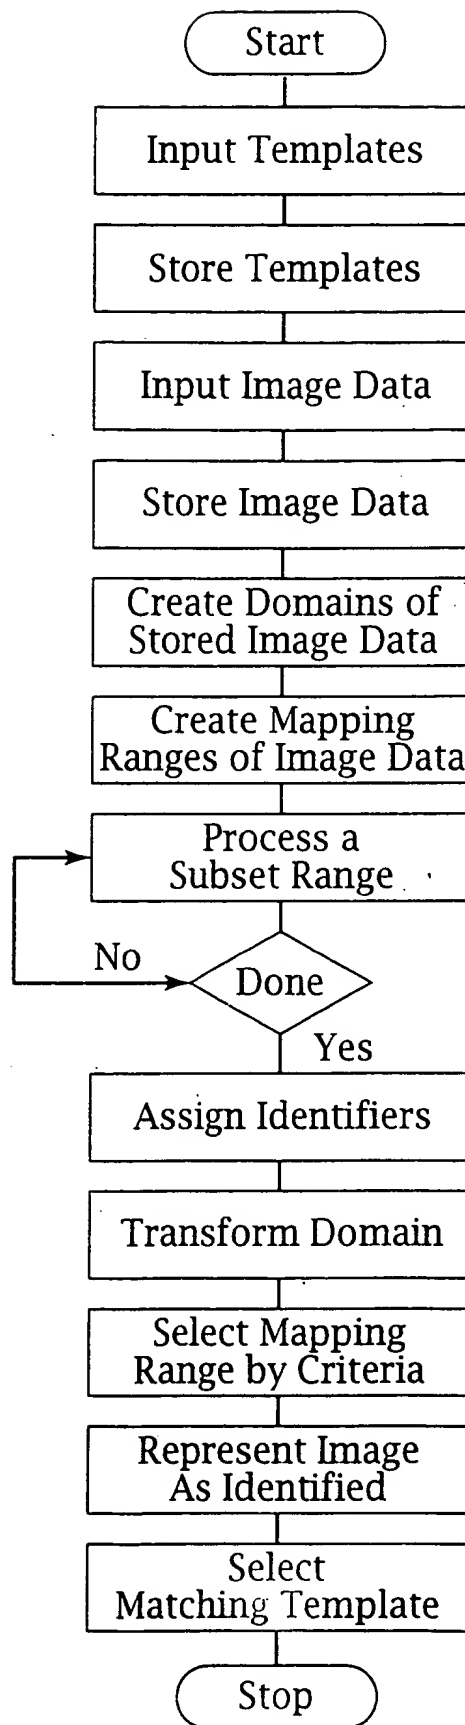 Start
Input Templates
Store Templates
Input Image Data
Store Image Data
Create Domains of
Stored Image Data
Create Mapping
Ranges of Image Data
Process a
Subset Range
No
Done
Yes
Assign Identifiers
Transform Domain
Select Mapping
Range by Criteria
Represent Image
As Identified
Select
Matching Template
Stop